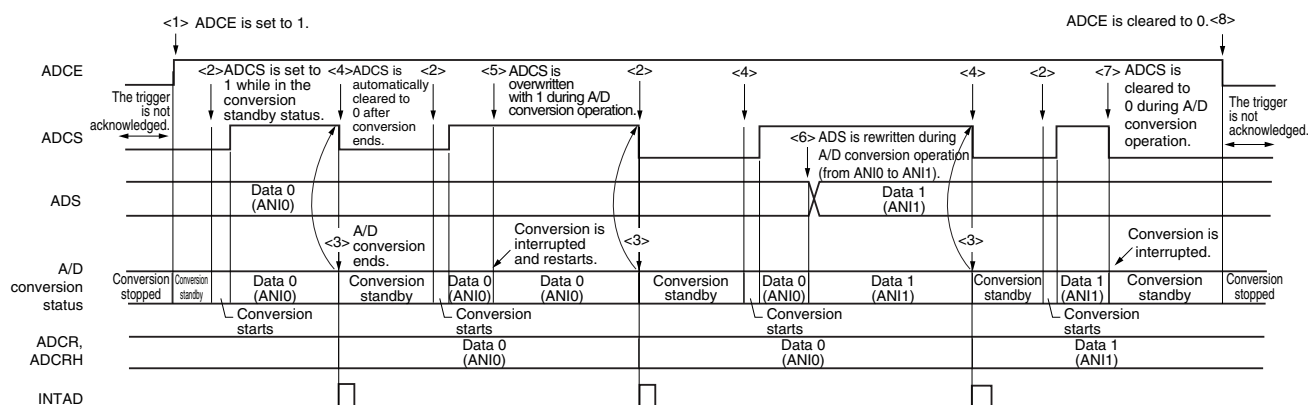 <1> ADCE is set to 1.
ADCE is cleared to 0.<8>
ADCE
<2> ADCS is set to
1 while in the
conversion
standby status.
<4> ADCS is
automatically
cleared to
0 after
conversion
ends.
<2>
<5> ADCS is
overwritten
with 1 during A/D
conversion operation.
<2>
<4>
<4>
<2>
<7> ADCS is
cleared to
0 during A/D
conversion
operation.
The trigger
is not
acknowledged.
The trigger
is not
acknowledged.
ADCS
<6> ADS is rewritten during
A/D conversion operation
(from ANI0 to ANI1).
ADS
Data 0
(ANI0)
Data 1
(ANI1)
<3> A/D
conversion
ends.
Conversion is
interrupted
and restarts.
<3>
<3>
Conversion is
interrupted.
A/D
conversion
status
Conversion
stopped
Conversion
standby
Data 0
(ANI0)
Conversion
standby
Data 0
(ANI0)
Data 0
(ANI0)
Conversion
standby
Data 0
(ANI0)
Data 1
(ANI1)
Conversion
standby
Data 1
(ANI1)
Conversion
standby
Conversion
stopped
Conversion
starts
Conversion
starts
Conversion
starts
Conversion
starts
ADCR,
ADCRH
Data 0
(ANI0)
Data 0
(ANI0)
Data 1
(ANI1)
INTAD